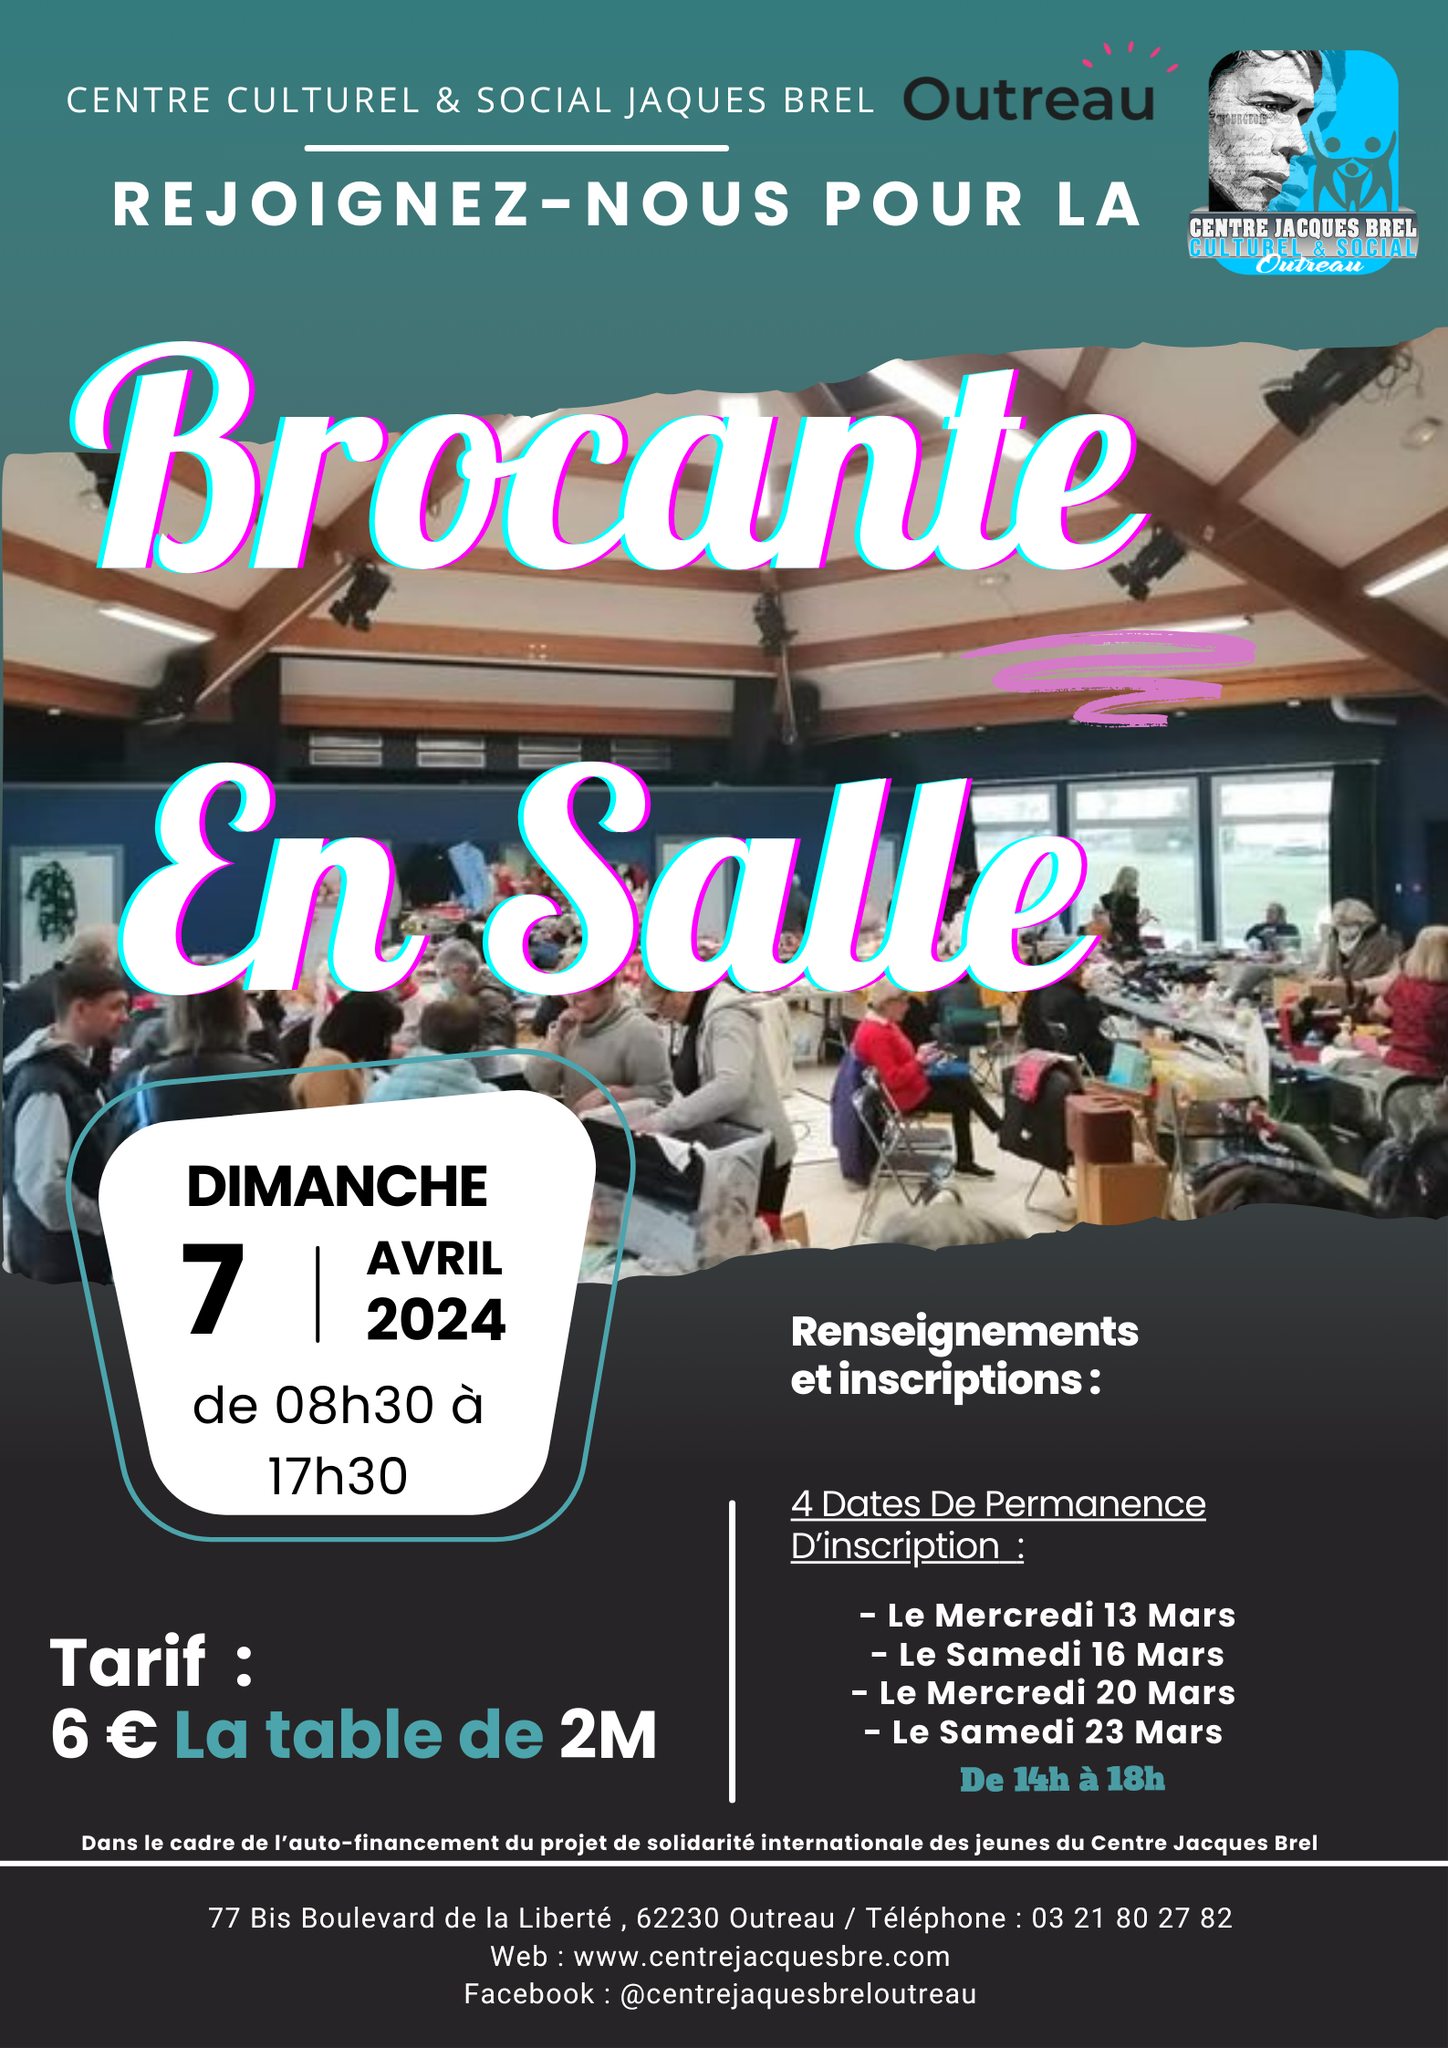 CENTRE CULTUREL & SOCIAL JAQUES BREL
Outreau
REJOIGNEZ-NOUS POUR LA
BOURGEOIS
CENTRE JACQUES BREL
CULTUREL & SOCIAL
Outreau
Brocante
En Salle
DIMANCHE
7
AVRIL
2024
de 08h30 à
17h30
Renseignements
et inscriptions :
4 Dates De Permanence
D'inscription :
- Le Mercredi 13 Mars
- Le Samedi 16 Mars
- Le Mercredi 20 Mars
- Le Samedi 23 Mars
De 14h à 18h
Tarif :
6 € La table de 2M
Dans le cadre de l'auto-financement du projet de solidarité internationale des jeunes du Centre Jacques Brel
77 Bis Boulevard de la Liberté , 62230 Outreau / Téléphone : 03 21 80 27 82
Web : www.centrejacquesbre.com
Facebook : @centrejaquesbreloutreau